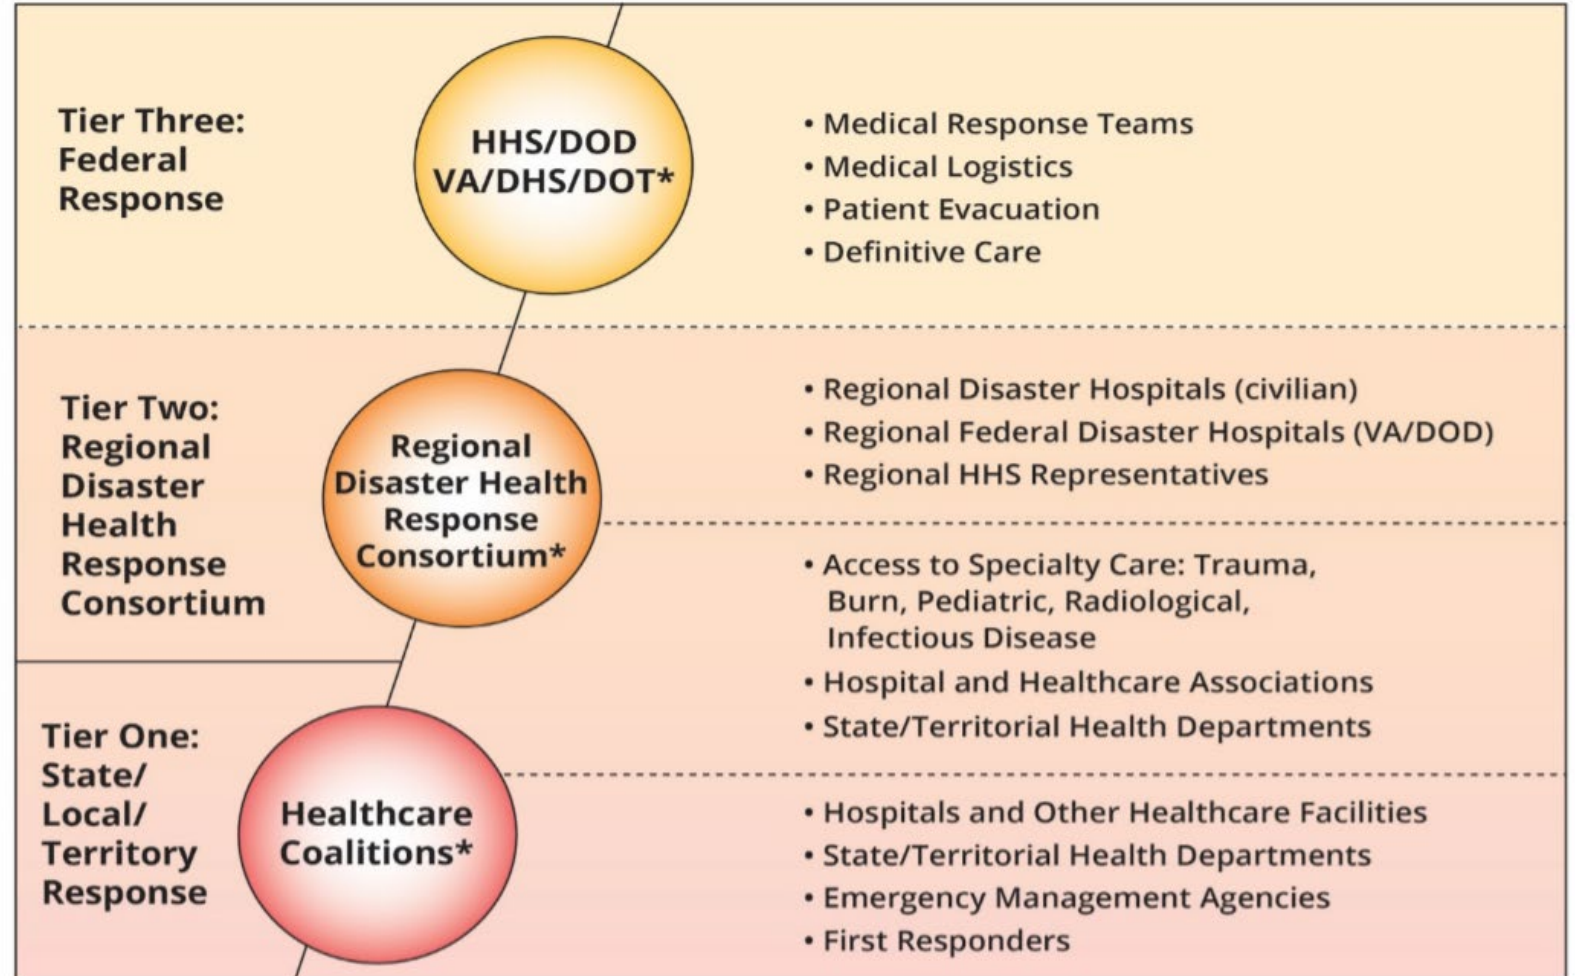 Tier Three:
Federal
Response
HHS/DOD
VA/DHS/DOT*
• Medical Response Teams
• Medical Logistics
• Patient Evacuation
• Definitive Care
Tier Two:
Regional
Disaster
Health
Response
Consortium
Regional
Disaster Health
Response
Consortium*
• Regional Disaster Hospitals (civilian)
• Regional Federal Disaster Hospitals (VA/DOD)
• Regional HHS Representatives
• Access to Specialty Care: Trauma,
Burn, Pediatric, Radiological,
Infectious Disease
• Hospital and Healthcare Associations
• State/Territorial Health Departments
Tier One:
State/
Local/
Territory
Response
Healthcare
Coalitions*
• Hospitals and Other Healthcare Facilities
• State/Territorial Health Departments
• Emergency Management Agencies
• First Responders